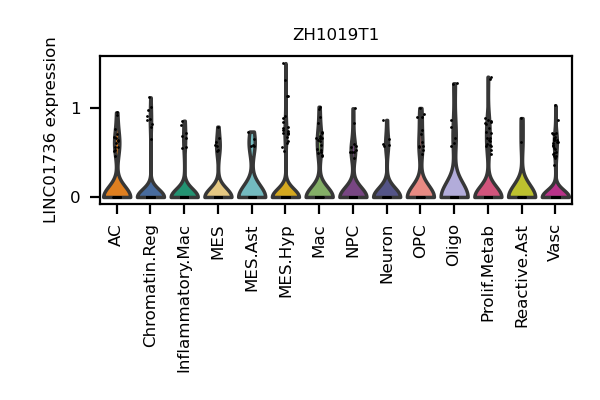 ZH1019T1
LINC01736 expression
1
0
AC
Chromatin.Reg
Inflammatory.Mac
MES
MES.Ast
MES.Hyp
Mac
NPC
Neuron
OPC
Oligo
Prolif.Metab
Reactive.Ast
Vasc